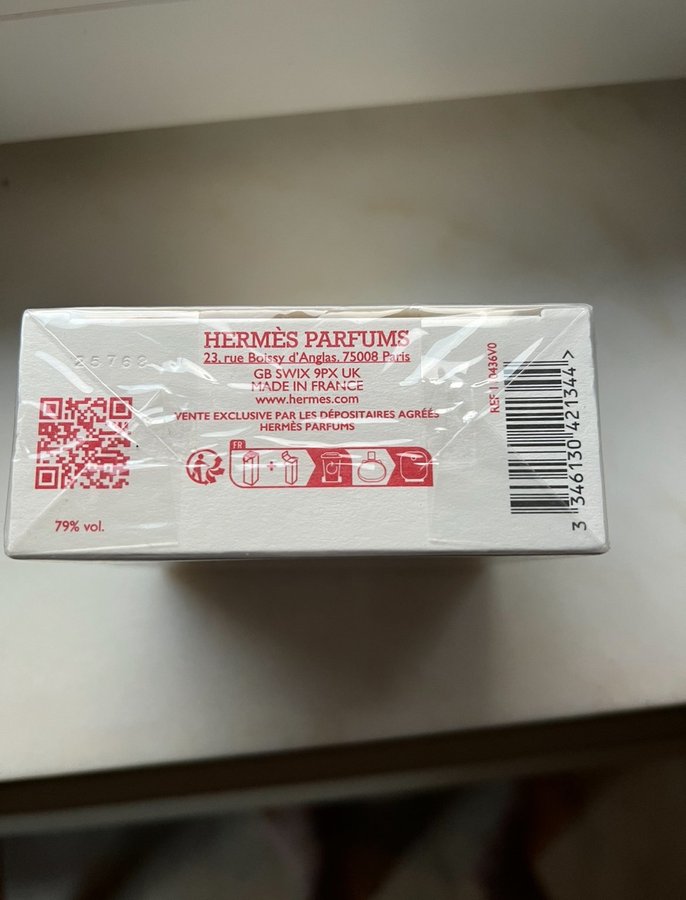 HERMÈS PARFUMS
23, rue Boissy d'Anglas, 75008 Paris
GB SW1X 9PX UK
MADE IN FRANCE
www.hermes.com
VENTE EXCLUSIVE PAR LES DÉPOSITAIRES AGRÉÉS
HERMÈS PARFUMS
FR
79% vol.
3 346130 421344 >